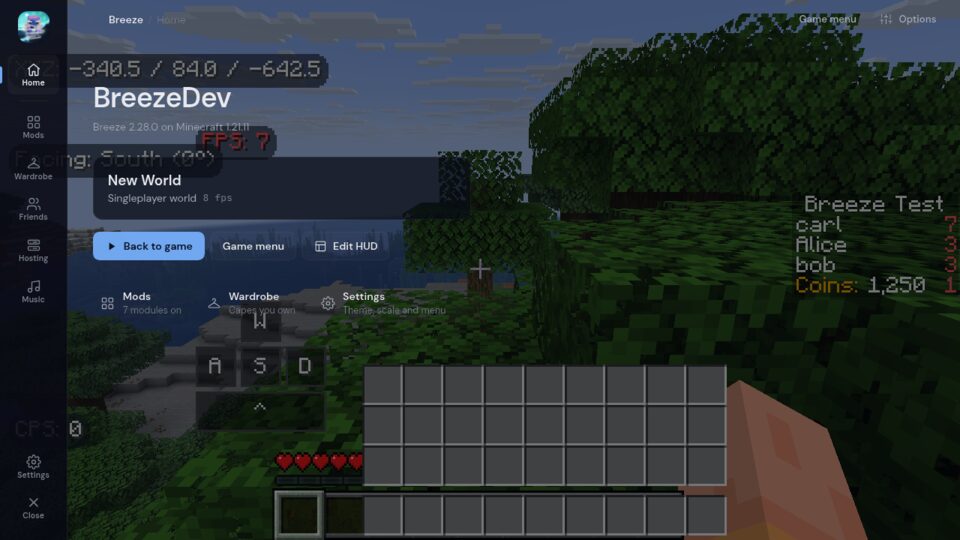 Breeze / Home
Game menu
Options
XYZ: -340.5 / 84.0 / -642.5
Home
BreezeDev
Breeze 2.28.0 on Minecraft 1.21.11
FPS: 7
Mods
Facing: South (0°)
Wardrobe
New World
Singleplayer world 8 fps
Friends
Hosting
Music
Back to game
Game menu
Edit HUD
Mods
7 modules on
Wardrobe
Capes you own
Settings
Theme, scale and menu
Breeze Test
carl 7
Alice 3
bob 3
Coins: 1,250 1
W
A S D
^
CPS: 0
Settings
Close